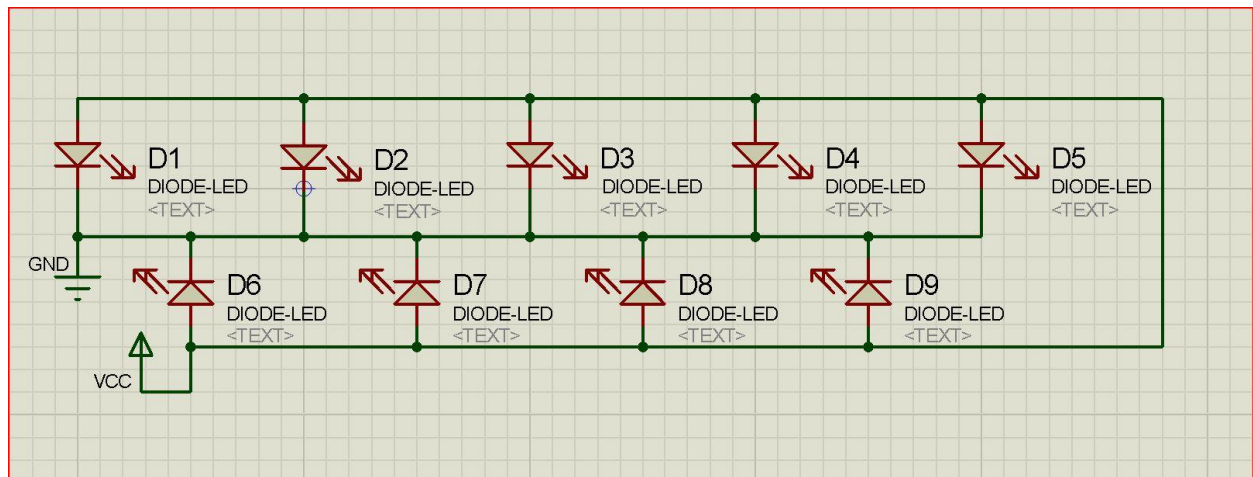 D1
DIODE-LED
<TEXT>
D2
DIODE-LED
<TEXT>
D3
DIODE-LED
<TEXT>
D4
DIODE-LED
<TEXT>
D5
DIODE-LED
<TEXT>
GND
D6
DIODE-LED
<TEXT>
D7
DIODE-LED
<TEXT>
D8
DIODE-LED
<TEXT>
D9
DIODE-LED
<TEXT>
VCC